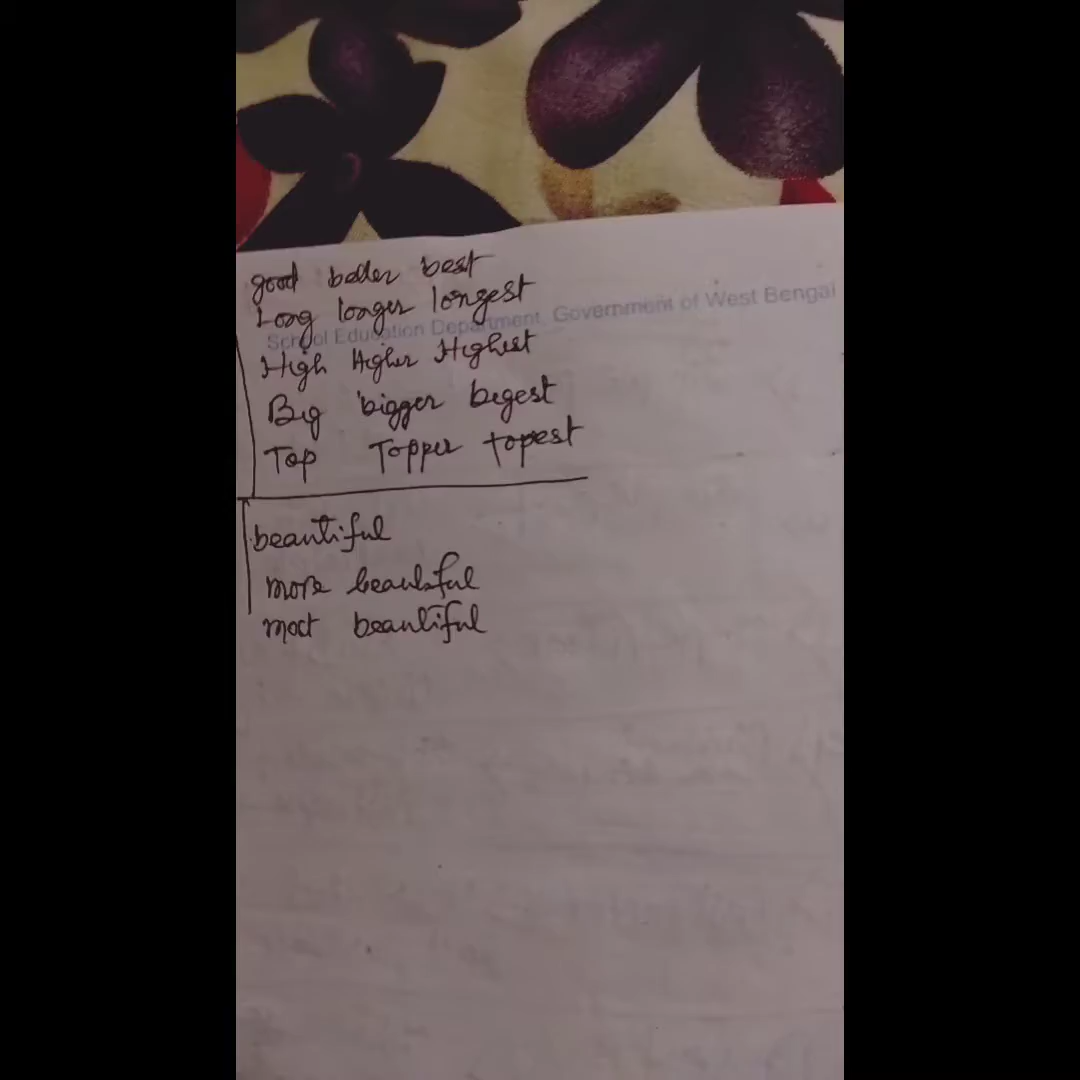 good better best
Long longer longest
School Education Department, Government of West Bengal
High Higher Highest
Big bigger bigest
Top Topper topest
beautiful
more beautiful
most beautiful